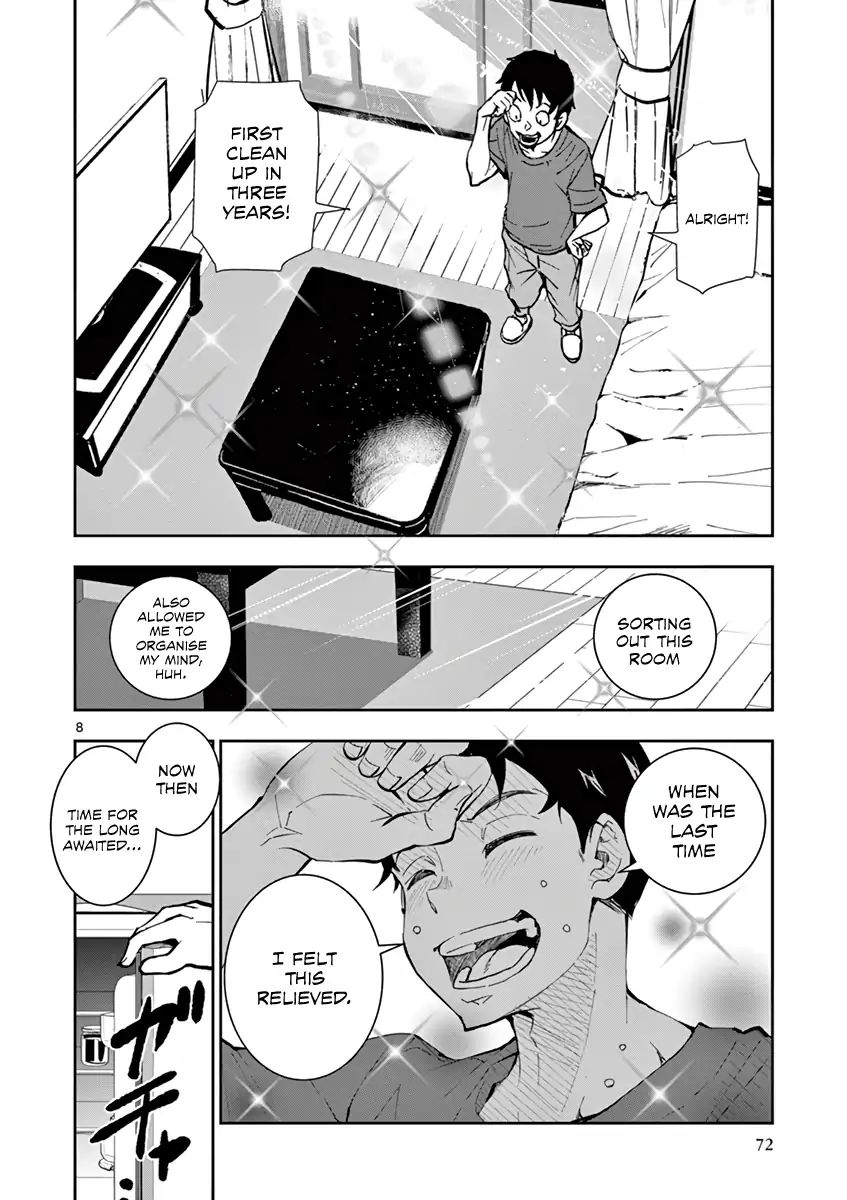 ALRIGHT!
FIRST
CLEAN
UP IN
THREE
YEARS!
SORTING
OUT THIS
ROOM
ALSO
ALLOWED
ME TO
ORGANISE
MY MIND,
HUH.
8
WHEN
WAS THE
LAST
TIME
I FELT
THIS
RELIEVED.
NOW
THEN
TIME FOR
THE LONG
AWAITED...
ガチャ…
72